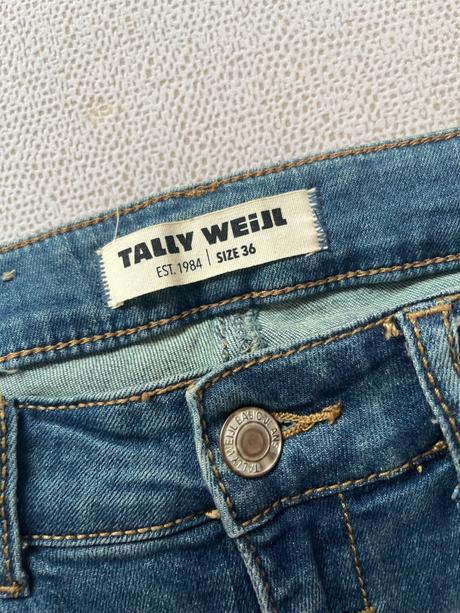 TALLY WEiJL
EST. 1984 | SIZE 36